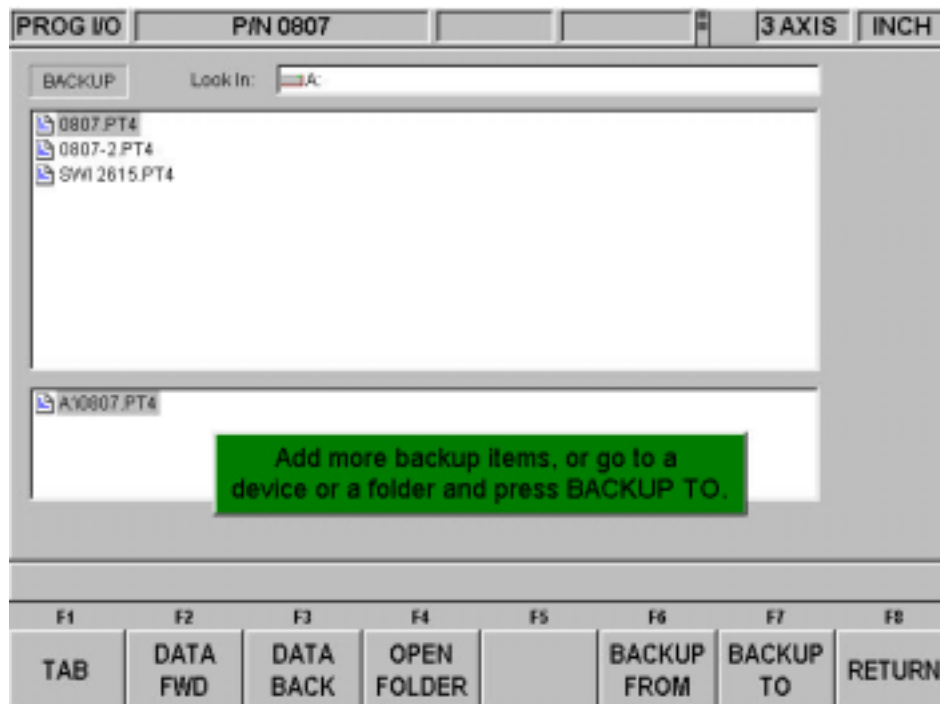 PROG I/O P/N 0807 3 AXIS INCH
BACKUP Look In: A:
0807.PT4
0807-2.PT4
SWI 2615.PT4
A:\0807.PT4
Add more backup items, or go to a
device or a folder and press BACKUP TO.
F1 F2 F3 F4 F5 F6 F7 F8
TAB DATA FWD DATA BACK OPEN FOLDER BACKUP FROM BACKUP TO RETURN